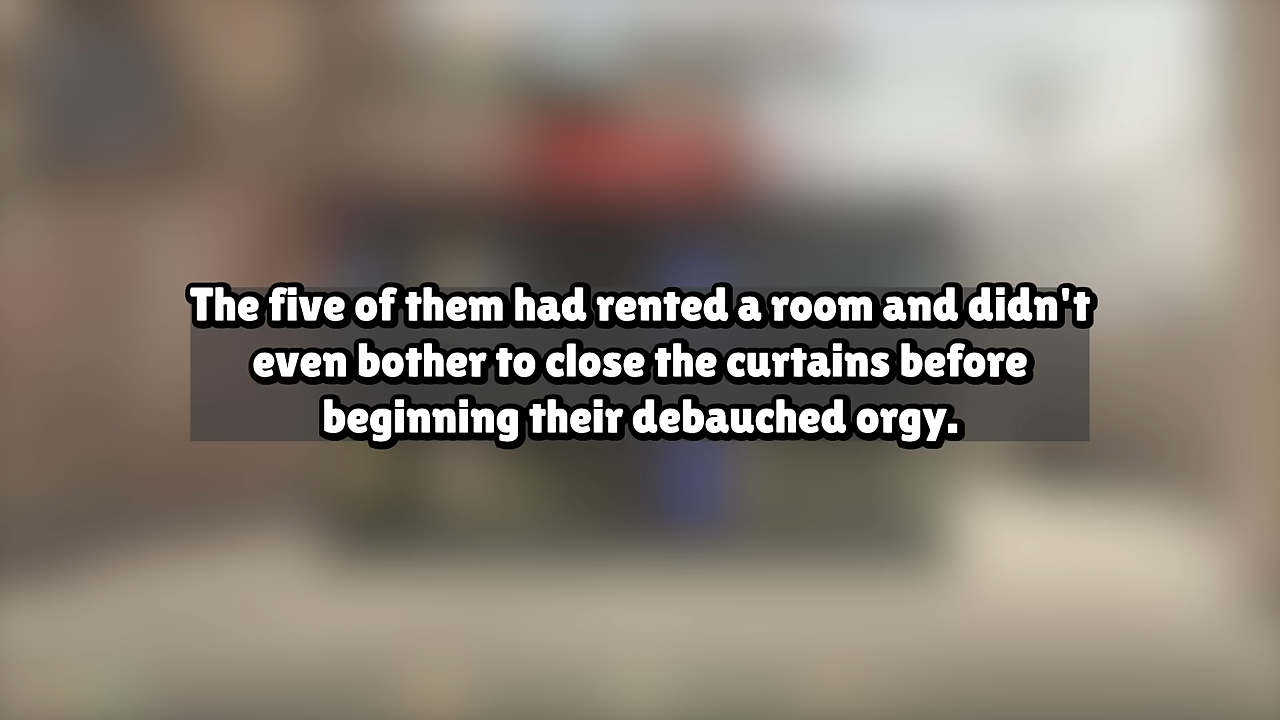 The five of them had rented a room and didn't
even bother to close the curtains before
beginning their debauched orgy.